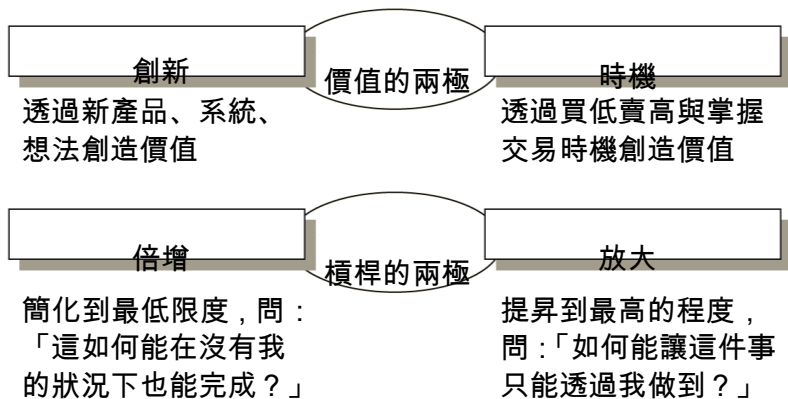 創新
價值的兩極
時機
透過新產品、系統、
想法創造價值
透過買低賣高與掌握
交易時機創造價值
倍增
槓桿的兩極
放大
簡化到最低限度，問：
「這如何能在沒有我
的狀況下也能完成？」
提昇到最高的程度，
問：「如何能讓這件事
只能透過我做到？」